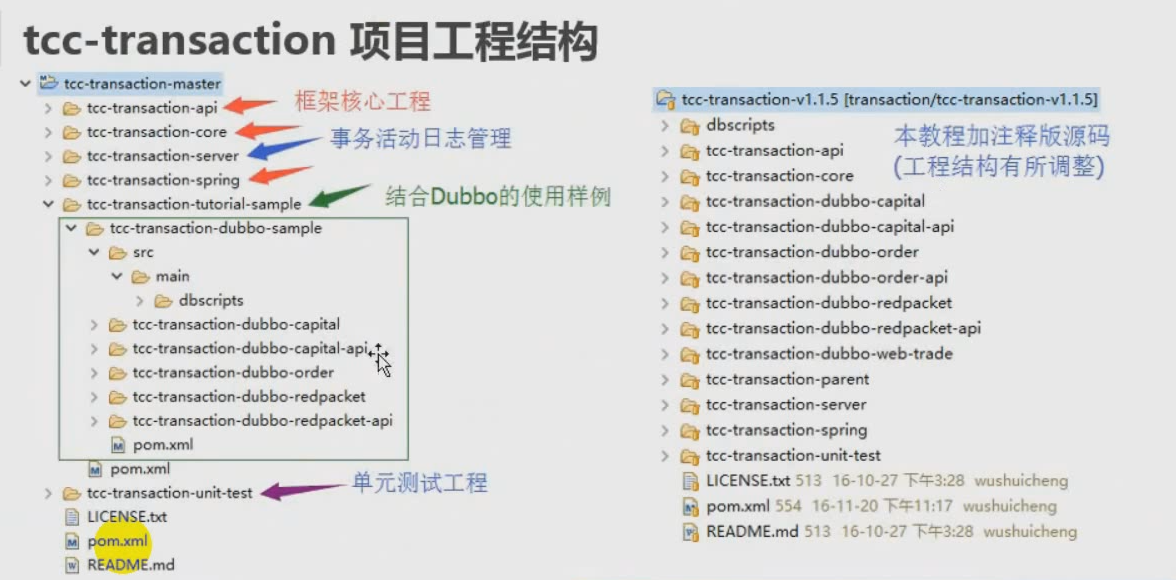 tcc-transaction 项目工程结构
tcc-transaction-master
tcc-transaction-api
框架核心工程
tcc-transaction-core
tcc-transaction-server
事务活动日志管理
tcc-transaction-spring
tcc-transaction-tutorial-sample
结合Dubbo的使用样例
tcc-transaction-dubbo-sample
src
main
dbscripts
tcc-transaction-dubbo-capital
tcc-transaction-dubbo-capital-api
tcc-transaction-dubbo-order
tcc-transaction-dubbo-redpacket
tcc-transaction-dubbo-redpacket-api
pom.xml
pom.xml
tcc-transaction-unit-test
单元测试工程
LICENSE.txt
pom.xml
README.md
tcc-transaction-v1.1.5 [transaction/tcc-transaction-v1.1.5]
本教程加注释版源码
(工程结构有所调整)
dbscripts
tcc-transaction-api
tcc-transaction-core
tcc-transaction-dubbo-capital
tcc-transaction-dubbo-capital-api
tcc-transaction-dubbo-order
tcc-transaction-dubbo-order-api
tcc-transaction-dubbo-redpacket
tcc-transaction-dubbo-redpacket-api
tcc-transaction-dubbo-web-trade
tcc-transaction-parent
tcc-transaction-server
tcc-transaction-spring
tcc-transaction-unit-test
LICENSE.txt 513 16-10-27 下午3:28 wushuicheng
pom.xml 554 16-11-20 下午11:17 wushuicheng
README.md 513 16-10-27 下午3:28 wushuicheng